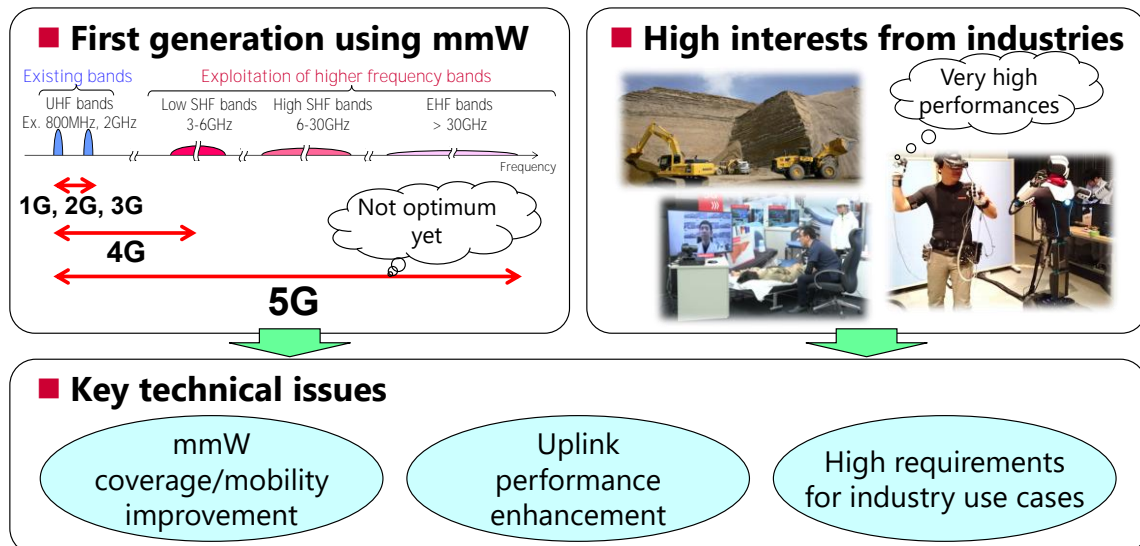 First generation using mmW
Existing bands
Exploitation of higher frequency bands
UHF bands
Ex. 800MHz, 2GHz
Low SHF bands
3-6GHz
High SHF bands
6-30GHz
EHF bands
> 30GHz
Frequency
1G, 2G, 3G
4G
5G
Not optimum
yet
High interests from industries
Very high
performances
Key technical issues
mmW
coverage/mobility
improvement
Uplink
performance
enhancement
High requirements
for industry use cases